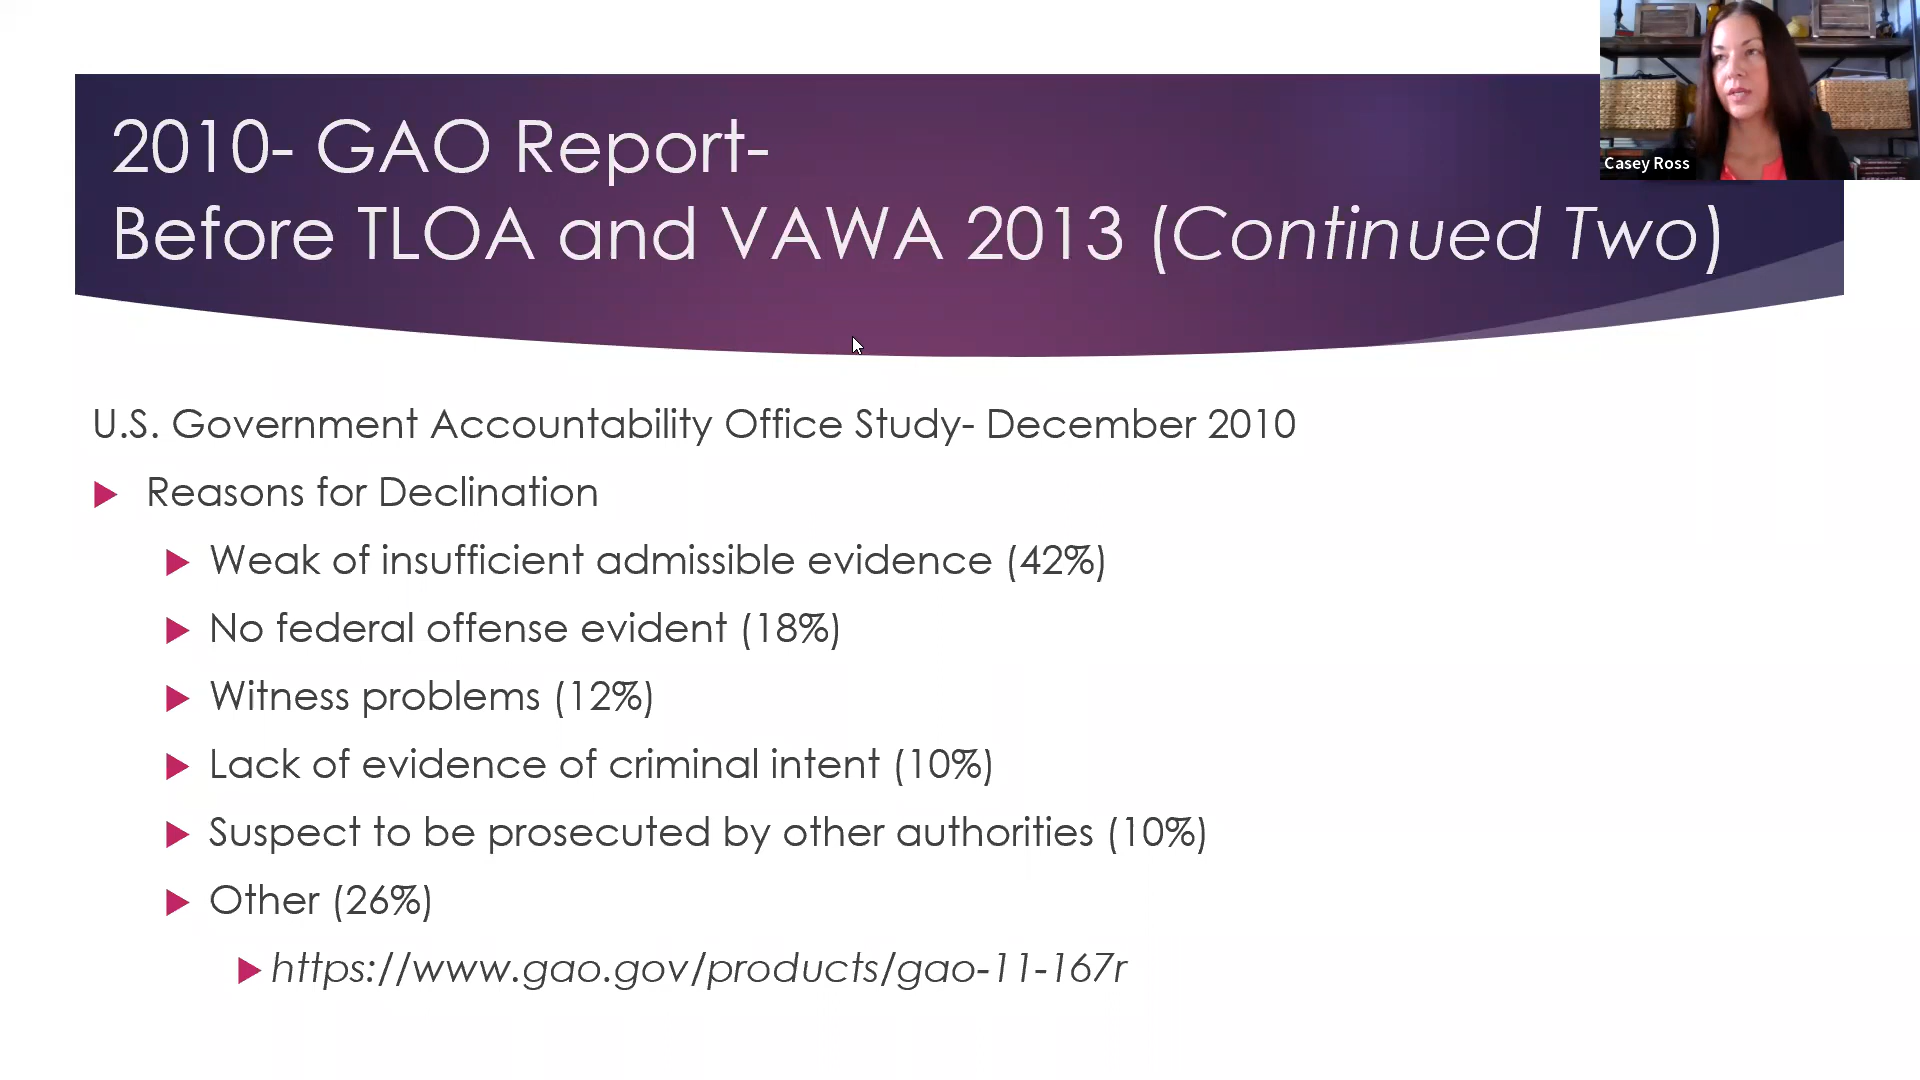 2010- GAO Report-
Before TLOA and VAWA 2013 (Continued Two)
Casey Ross
U.S. Government Accountability Office Study- December 2010
Reasons for Declination
Weak of insufficient admissible evidence (42%)
No federal offense evident (18%)
Witness problems (12%)
Lack of evidence of criminal intent (10%)
Suspect to be prosecuted by other authorities (10%)
Other (26%)
https://www.gao.gov/products/gao-11-167r